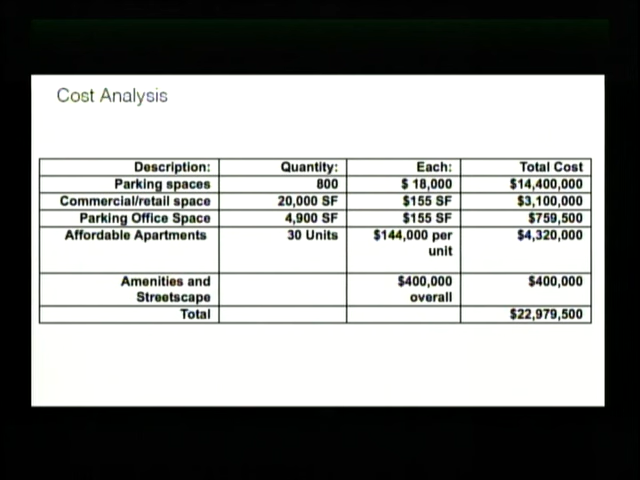 Cost Analysis
Description: Quantity: Each: Total Cost
Parking spaces 800 $ 18,000 $14,400,000
Commercial/retail space 20,000 SF $155 SF $3,100,000
Parking Office Space 4,900 SF $155 SF $759,500
Affordable Apartments 30 Units $144,000 per $4,320,000
unit
Amenities and $400,000 $400,000
Streetscape overall
Total $22,979,500